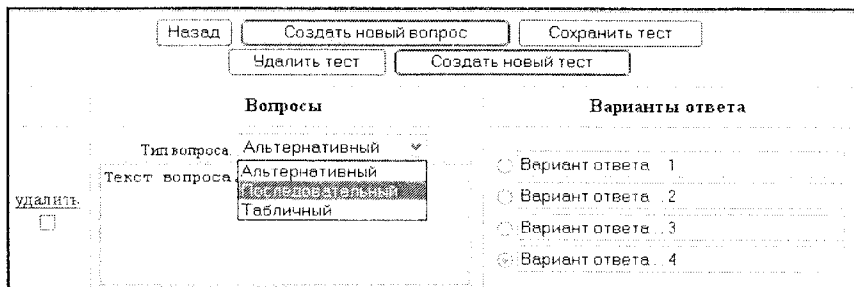 Назад Создать новый вопрос Сохранить тест
Удалить тест Создать новый тест
Вопросы Варианты ответа
Тип вопроса Альтернативный
Альтернативный
Текст вопроса
Последовательный
Табличный
удалить
Вариант ответа 1
Вариант ответа...2
Вариант ответа...3
Вариант ответа...4